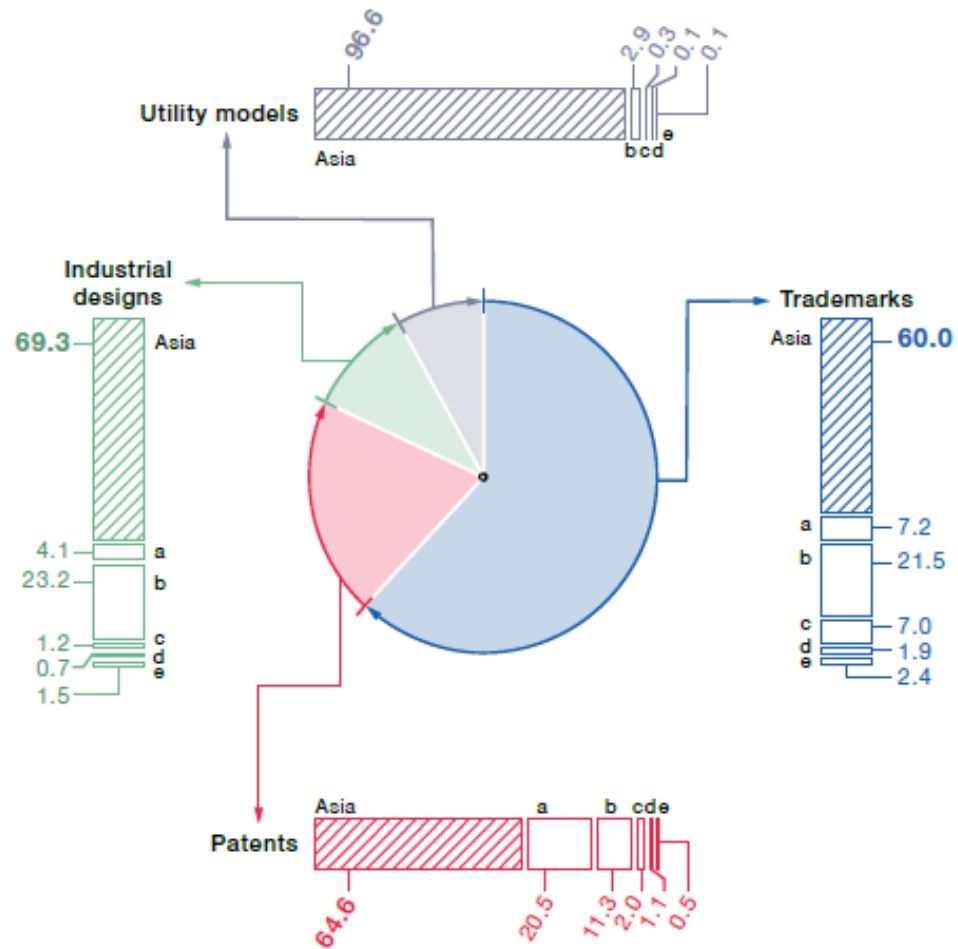 96.6
2.9
0.3
0.1
0.1
Utility models
Asia
b
c
d
e
Industrial
designs
69.3
Asia
4.1
a
23.2
b
1.2
c
0.7
d
1.5
e
Trademarks
Asia
60.0
a
7.2
b
21.5
c
7.0
d
1.9
e
2.4
Patents
Asia
a
b
c
d
e
64.6
20.5
11.3
2.0
1.1
0.5